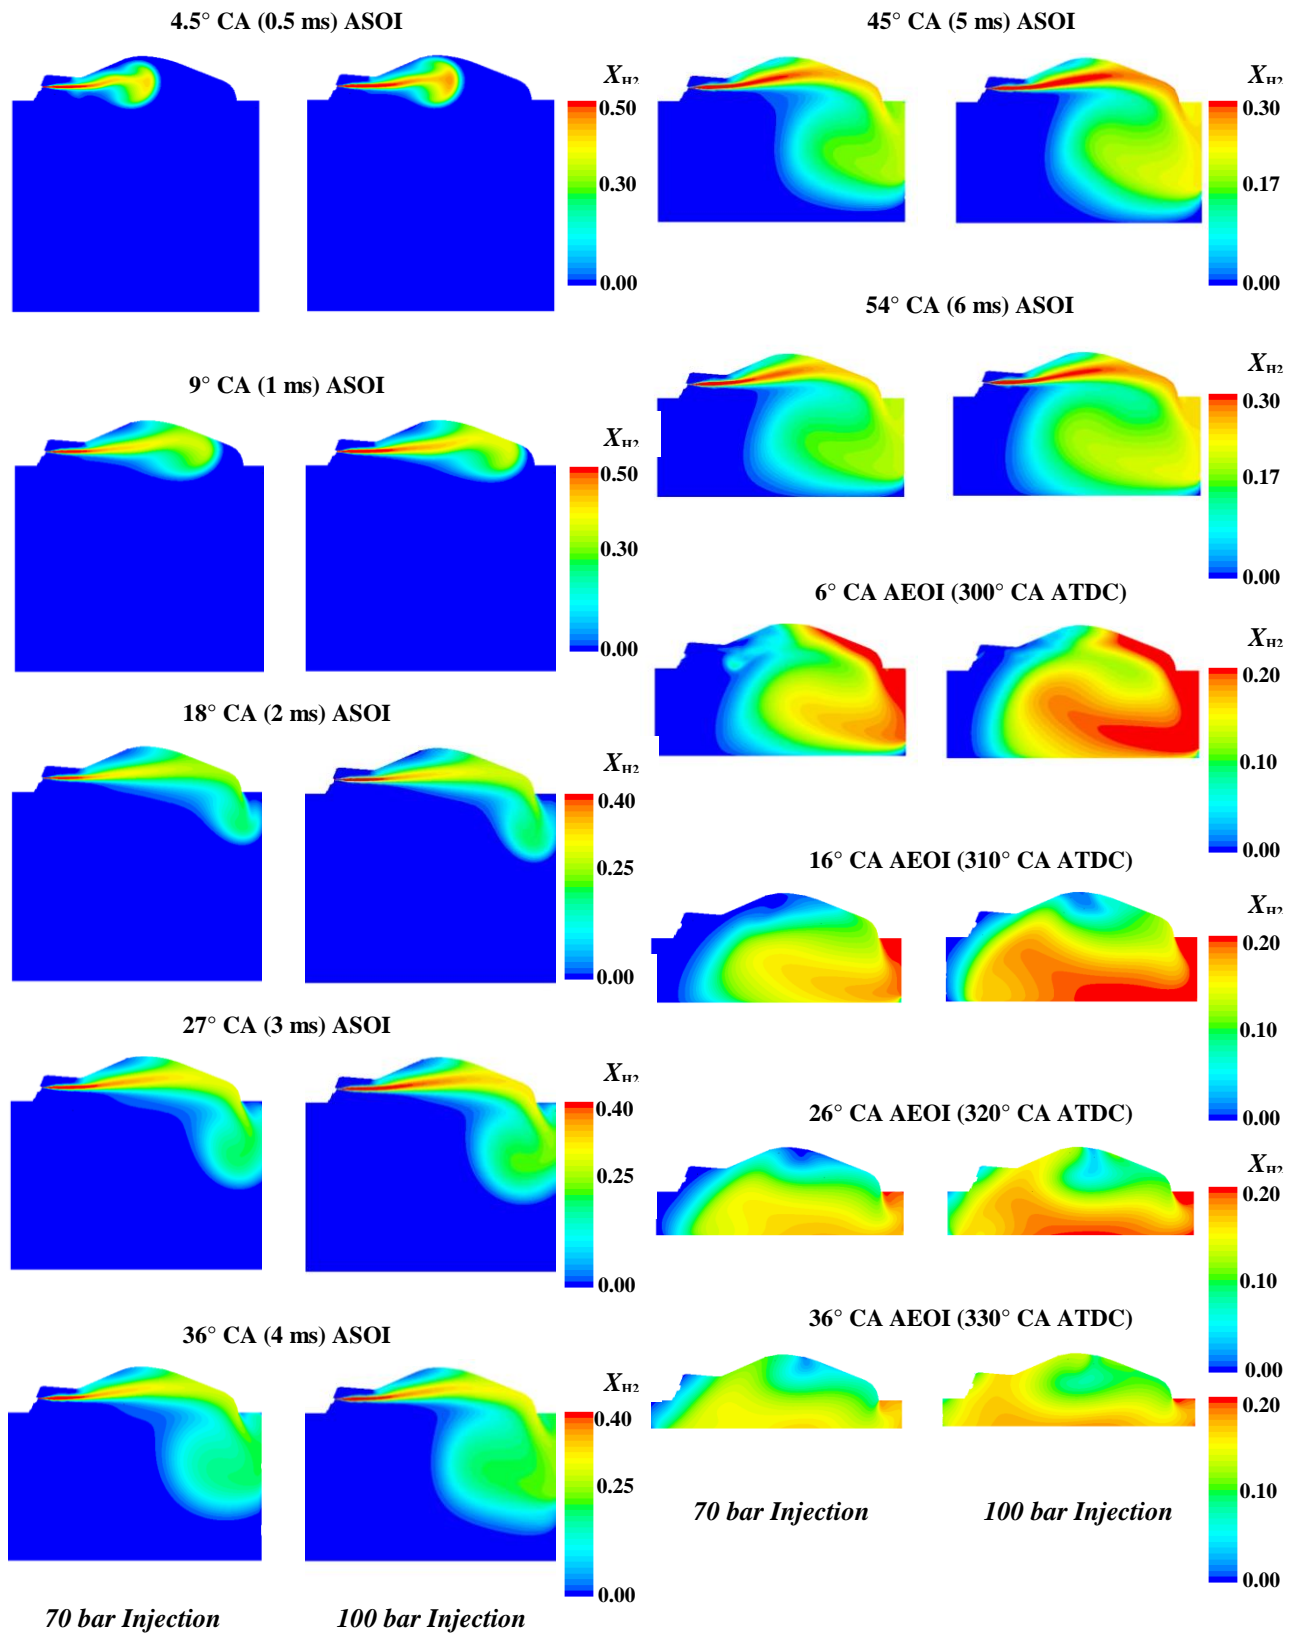 4.5° CA (0.5 ms) ASOI
X_H2
0.50
0.30
0.00
9° CA (1 ms) ASOI
X_H2
0.50
0.30
0.00
18° CA (2 ms) ASOI
X_H2
0.40
0.25
0.00
27° CA (3 ms) ASOI
X_H2
0.40
0.25
0.00
36° CA (4 ms) ASOI
X_H2
0.40
0.25
0.00
70 bar Injection
100 bar Injection
45° CA (5 ms) ASOI
X_H2
0.30
0.17
0.00
54° CA (6 ms) ASOI
X_H2
0.30
0.17
0.00
6° CA AEOI (300° CA ATDC)
X_H2
0.20
0.10
0.00
16° CA AEOI (310° CA ATDC)
X_H2
0.20
0.10
0.00
26° CA AEOI (320° CA ATDC)
X_H2
0.20
0.10
0.00
36° CA AEOI (330° CA ATDC)
0.20
0.10
0.00
70 bar Injection
100 bar Injection